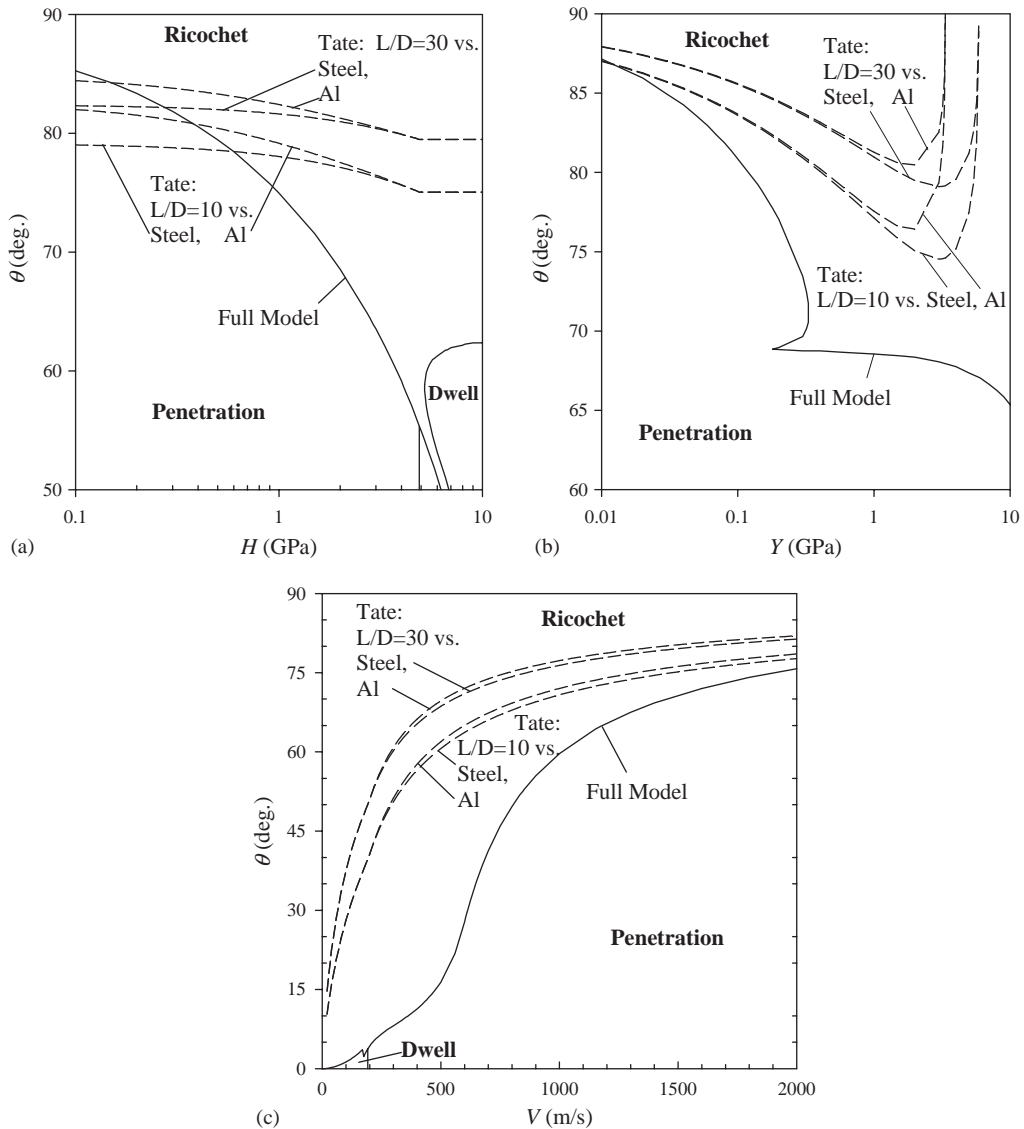 90
80
70
60
50
θ (deg.)
Ricochet
Tate: L/D=30 vs.
Steel,
Al
Tate:
L/D=10 vs.
Steel, Al
Full Model
Dwell
Penetration
0.1
1
10
(a)
H (GPa)
90
85
80
75
70
65
60
θ (deg.)
Ricochet
Tate:
L/D=30 vs.
Steel, Al
Tate:
L/D=10 vs. Steel, Al
Full Model
Penetration
0.01
0.1
1
10
(b)
Y (GPa)
90
75
60
45
30
15
0
θ (deg.)
Tate:
L/D=30 vs.
Steel,
Al
Ricochet
Tate:
L/D=10 vs.
Steel,
Al
Full Model
Penetration
Dwell
0
500
1000
1500
2000
(c)
V (m/s)